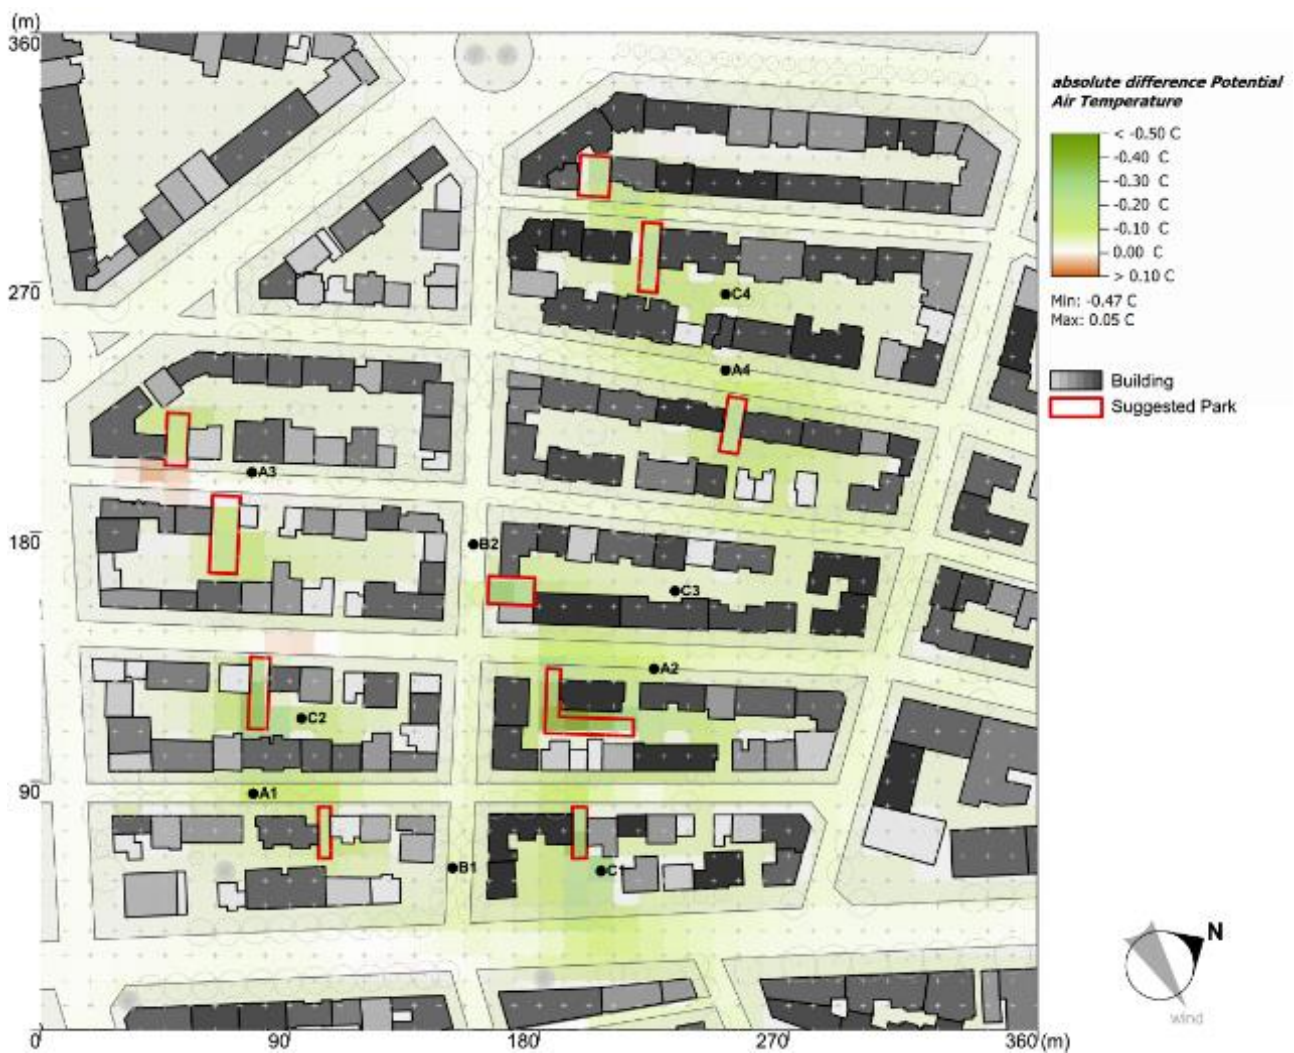 (m)
360
absolute difference Potential
Air Temperature
< -0.50 C
-0.40 C
-0.30 C
-0.20 C
-0.10 C
0.00 C
> 0.10 C
Min: -0.47 C
Max: 0.05 C
Building
Suggested Park
270
C4
A4
A3
180
B2
C3
A2
C2
90
A1
B1
C1
N
wind
0
90
180
270
360 (m)